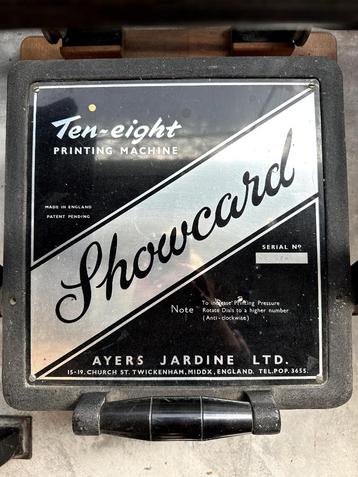 Ten-eight
PRINTING MACHINE
MADE IN ENGLAND
PATENT PENDING
Showcard
SERIAL No
Note To increase Printing Pressure
Rotate Dials to a higher number
(Anti-clockwise)
AYERS JARDINE LTD.
15-19, CHURCH ST. TWICKENHAM, MIDDX, ENGLAND. TEL. POP. 3655.